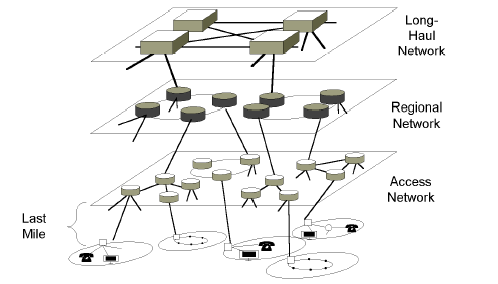 Long-
Haul
Network
Regional
Network
Access
Network
Last
Mile